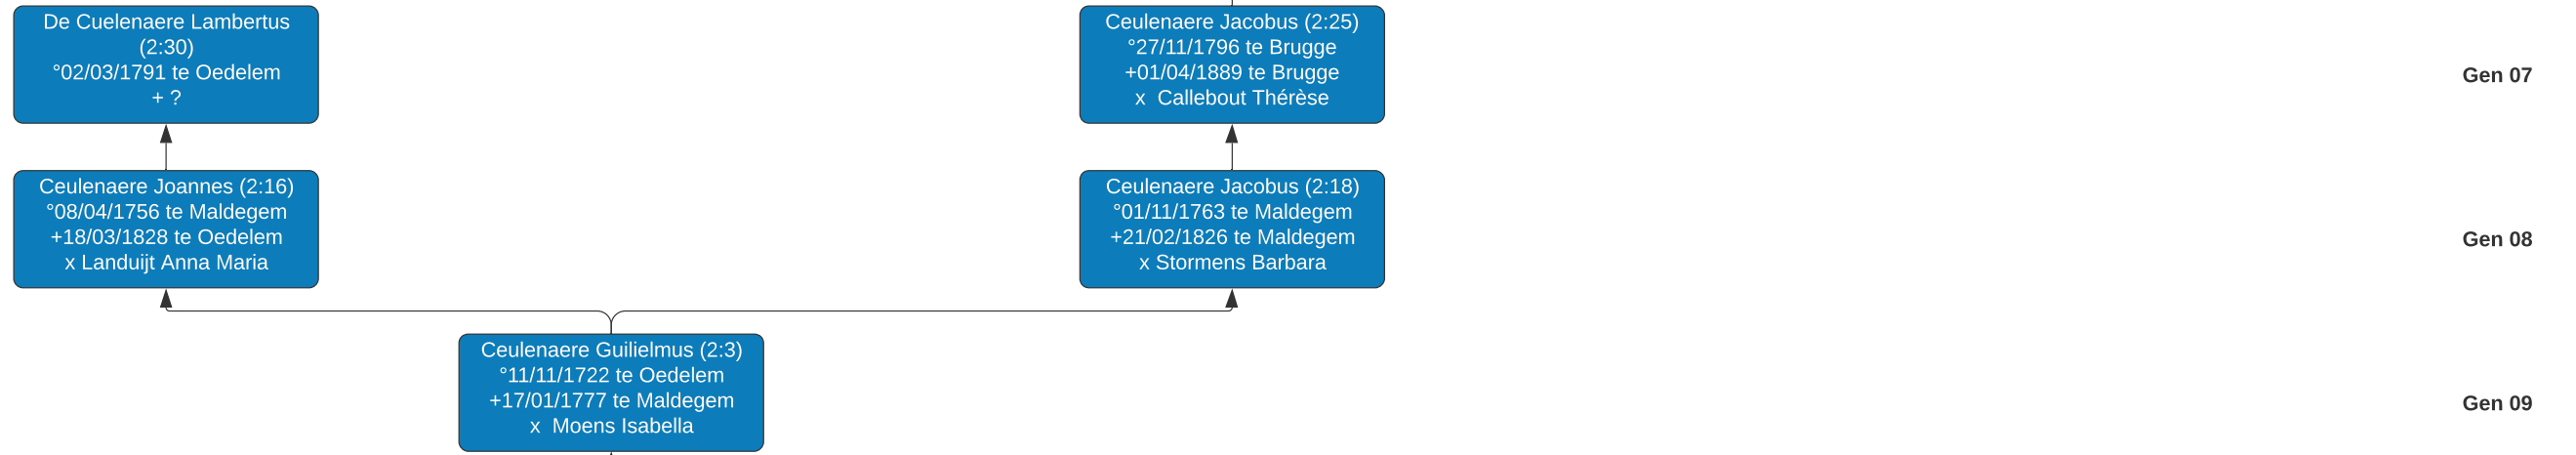 De Cuelenaere Lambertus
(2:30)
°02/03/1791 te Oedelem
+ ?
Ceulenaere Jacobus (2:25)
°27/11/1796 te Brugge
+01/04/1889 te Brugge
x  Callebout Thérèse
Gen 07
Ceulenaere Joannes (2:16)
°08/04/1756 te Maldegem
+18/03/1828 te Oedelem
x Landuijt Anna Maria
Ceulenaere Jacobus (2:18)
°01/11/1763 te Maldegem
+21/02/1826 te Maldegem
x Stormens Barbara
Gen 08
Ceulenaere Guilielmus (2:3)
°11/11/1722 te Oedelem
+17/01/1777 te Maldegem
x  Moens Isabella
Gen 09